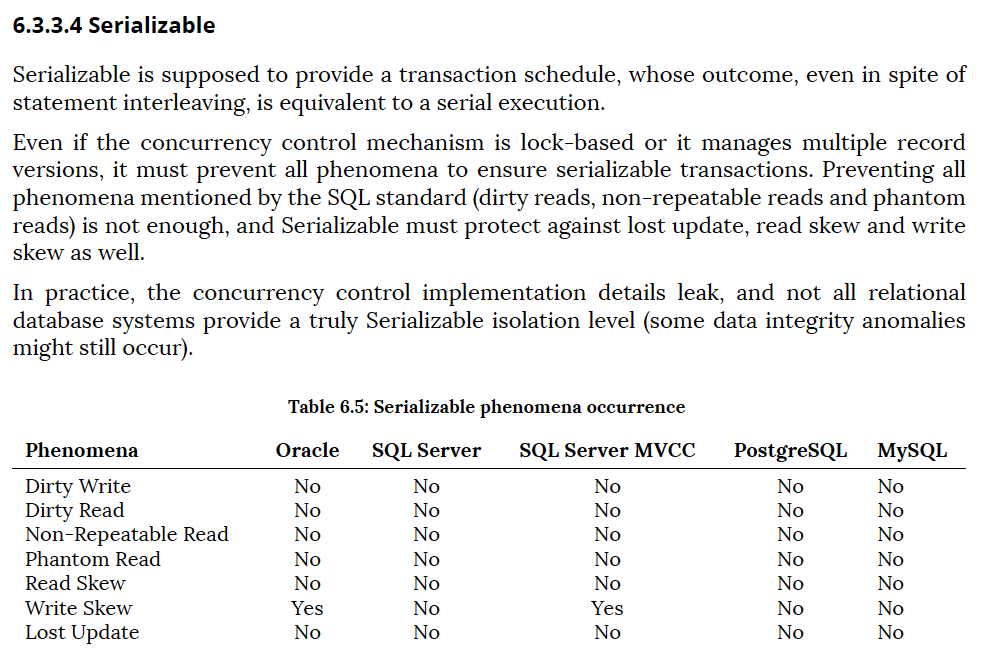 6.3.3.4 Serializable
Serializable is supposed to provide a transaction schedule, whose outcome, even in spite of
statement interleaving, is equivalent to a serial execution.
Even if the concurrency control mechanism is lock-based or it manages multiple record
versions, it must prevent all phenomena to ensure serializable transactions. Preventing all
phenomena mentioned by the SQL standard (dirty reads, non-repeatable reads and phantom
reads) is not enough, and Serializable must protect against lost update, read skew and write
skew as well.
In practice, the concurrency control implementation details leak, and not all relational
database systems provide a truly Serializable isolation level (some data integrity anomalies
might still occur).
Table 6.5: Serializable phenomena occurrence
Phenomena Oracle SQL Server SQL Server MVCC PostgreSQL MySQL
Dirty Write No No No No No
Dirty Read No No No No No
Non-Repeatable Read No No No No No
Phantom Read No No No No No
Read Skew No No No No No
Write Skew Yes No Yes No No
Lost Update No No No No No